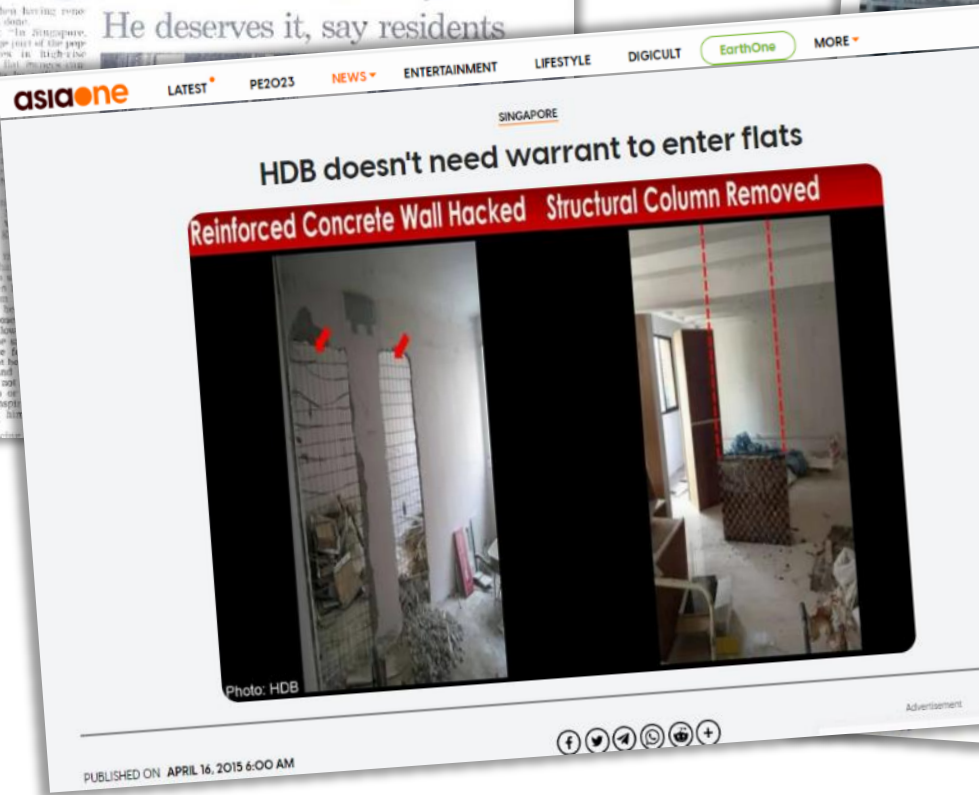 He deserves it, say residents
asiaone
LATEST
PE2023
NEWS
ENTERTAINMENT
LIFESTYLE
DIGICULT
EarthOne
MORE
SINGAPORE
HDB doesn't need warrant to enter flats
Reinforced Concrete Wall Hacked Structural Column Removed
Photo: HDB
Advertisement
PUBLISHED ON APRIL 16, 2015 6:00 AM